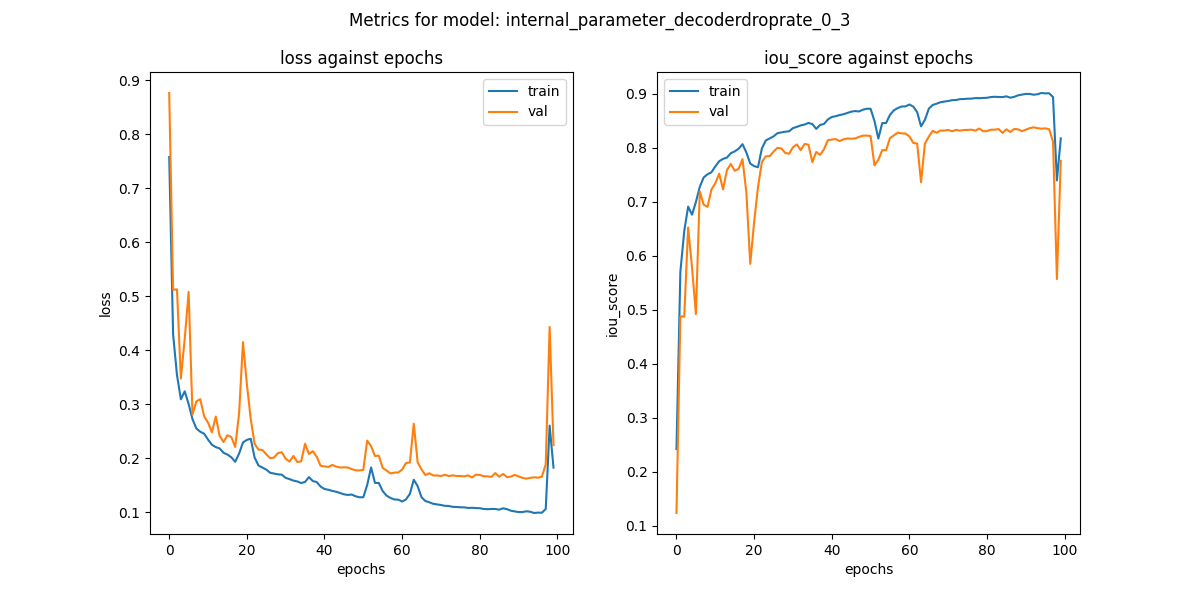 Metrics for model: internal_parameter_decoderdroprate_0_3
loss against epochs
train
val
0.9
0.8
0.7
0.6
0.5
0.4
0.3
0.2
0.1
loss
0 20 40 60 80 100
epochs
iou_score against epochs
train
val
0.9
0.8
0.7
0.6
0.5
0.4
0.3
0.2
0.1
iou_score
0 20 40 60 80 100
epochs